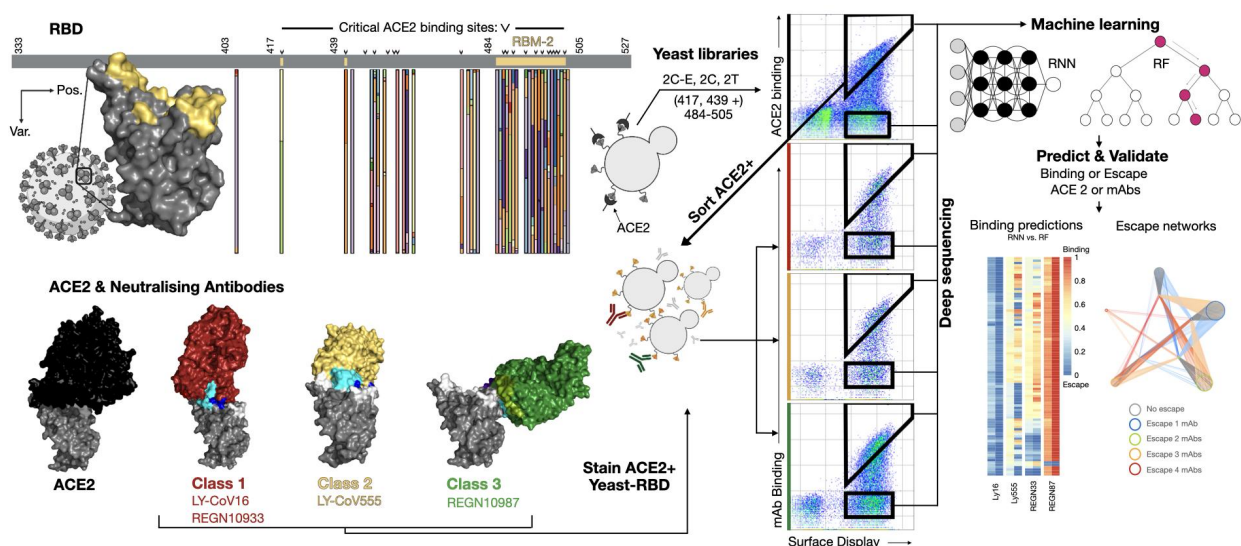 RBD
Critical ACE2 binding sites: V
333
403
417
439
484
RBM-2
505
527
Pos.
Var.
Yeast libraries
2C-E, 2C, 2T
(417, 439 +)
484-505
ACE2
Sort ACE2+
ACE2 binding
Machine learning
RNN
RF
Predict & Validate
Binding or Escape
ACE 2 or mAbs
Deep sequencing
Binding predictions
RNN vs. RF
Binding
1
0.8
0.6
0.4
0.2
0
Escape
Ly16
Ly555
REGN33
REGN87
Escape networks
No escape
Escape 1 mAb
Escape 2 mAbs
Escape 3 mAbs
Escape 4 mAbs
ACE2 & Neutralising Antibodies
ACE2
Class 1
LY-CoV16
REGN10933
Class 2
LY-CoV555
Class 3
REGN10987
Stain ACE2+
Yeast-RBD
mAb Binding
Surface Display